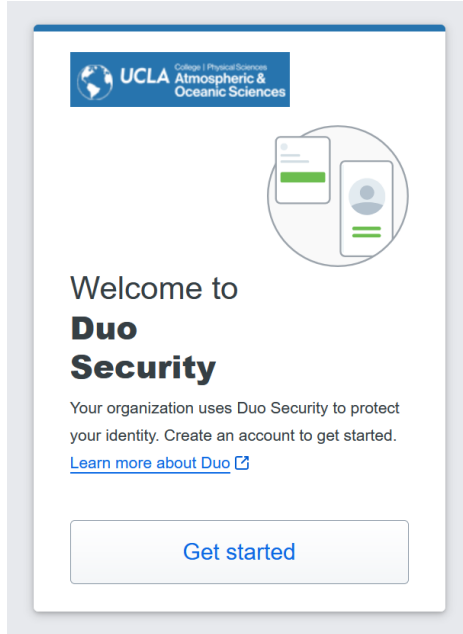 UCLA
College | Physical Sciences
Atmospheric &
Oceanic Sciences
Welcome to
Duo
Security
Your organization uses Duo Security to protect
your identity. Create an account to get started.
Learn more about Duo
Get started